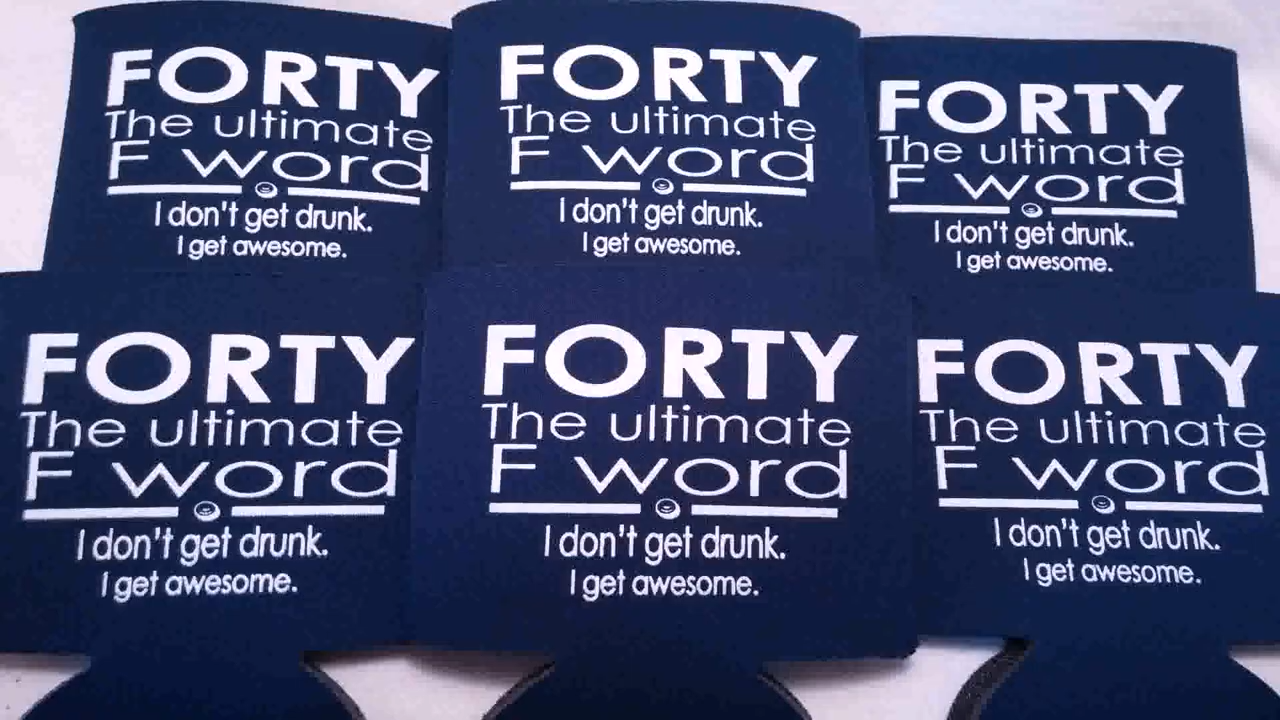 FORTY
The ultimate
F word
I don't get drunk.
I get awesome.
FORTY
The ultimate
F word
I don't get drunk.
I get awesome.
FORTY
The ultimate
F word
I don't get drunk.
I get awesome.
FORTY
The ultimate
F word
I don't get drunk.
I get awesome.
FORTY
The ultimate
F word
I don't get drunk.
I get awesome.
FORTY
The ultimate
F word
I don't get drunk.
I get awesome.